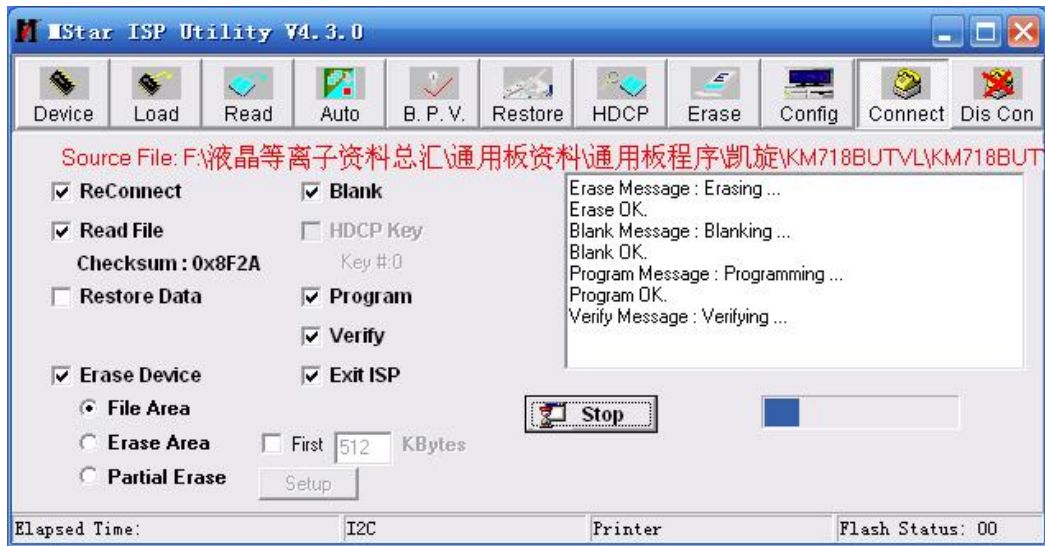 MStar ISP Utility V4.3.0
Device Load Read Auto B.P.V. Restore HDCP Erase Config Connect Dis Con
Source File: F:\液晶等离子资料总汇\通用板资料\通用板程序\凯旋\KM718BUTVL\KM718BUT
ReConnect
Blank
Read File
HDCP Key
Checksum : 0x8F2A
Key #:0
Restore Data
Program
Verify
Erase Device
Exit ISP
File Area
Erase Area
First 512 KBytes
Partial Erase
Setup
Erase Message : Erasing ...
Erase OK.
Blank Message : Blanking ...
Blank OK.
Program Message : Programming ...
Program OK.
Verify Message : Verifying ...
Stop
Elapsed Time: I2C Printer Flash Status: 00